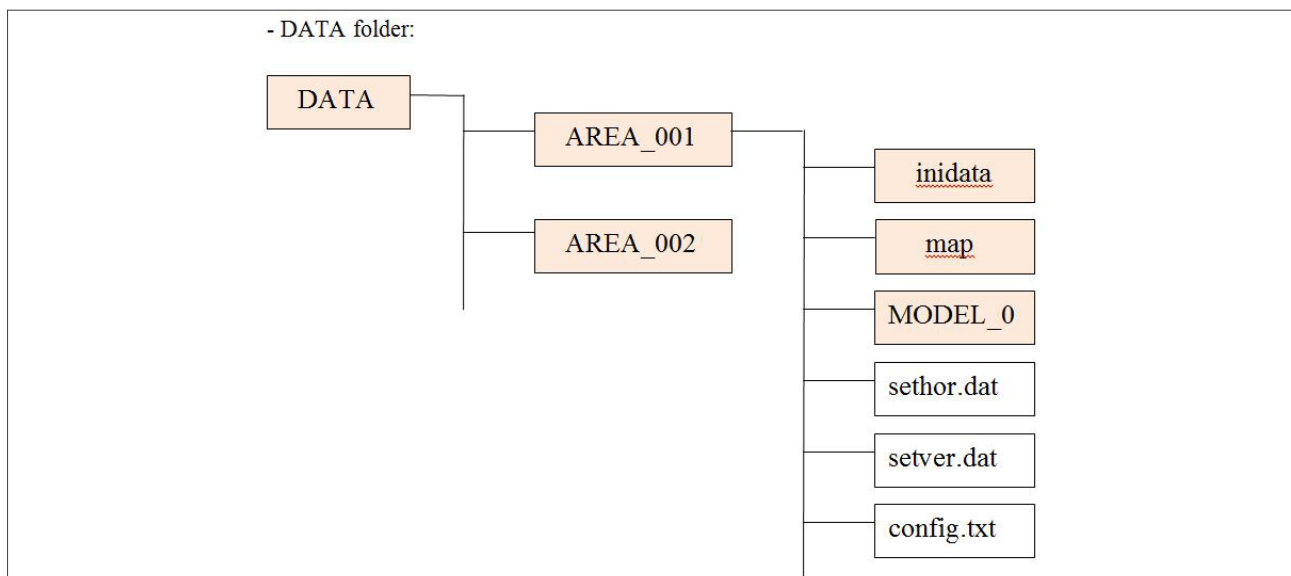 - DATA folder:
DATA
AREA_001
inidata
AREA_002
map
MODEL_0
sethor.dat
setver.dat
config.txt